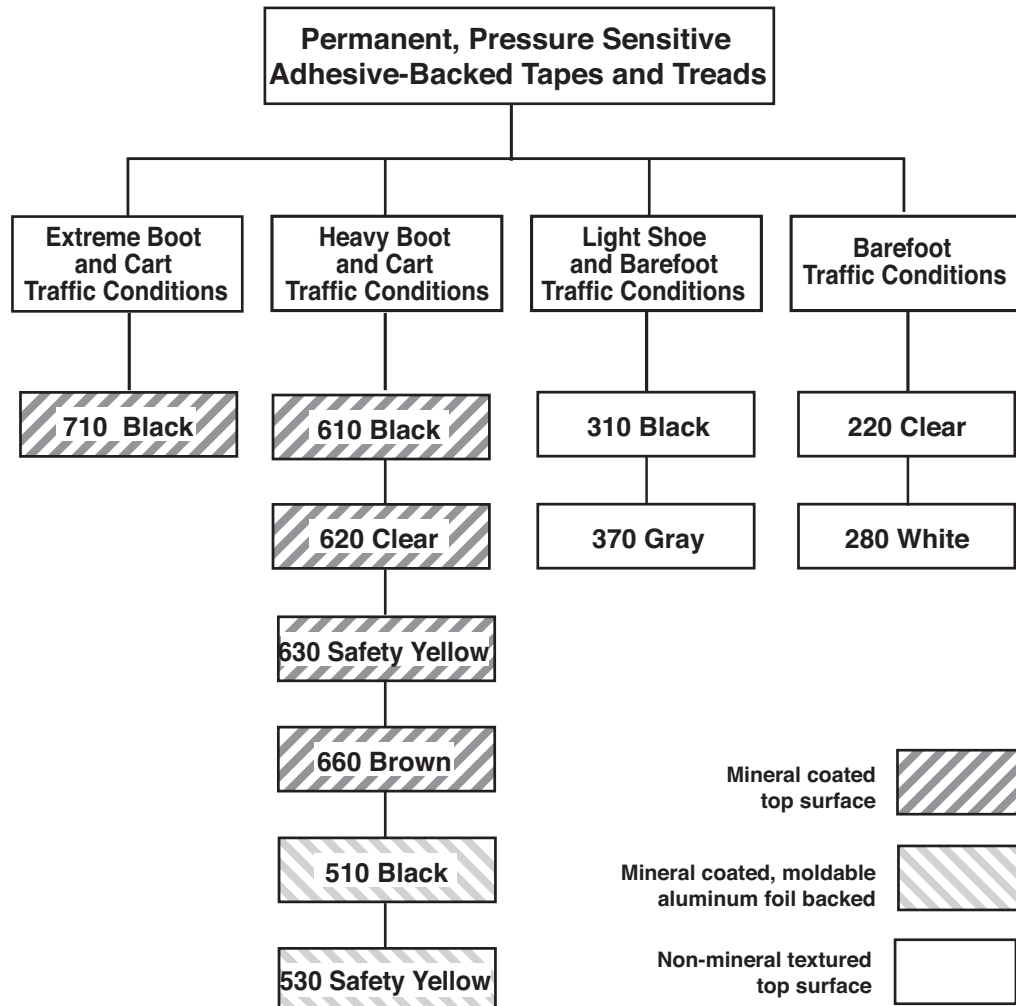 Permanent, Pressure Sensitive
Adhesive-Backed Tapes and Treads
Extreme Boot
and Cart
Traffic Conditions
Heavy Boot
and Cart
Traffic Conditions
Light Shoe
and Barefoot
Traffic Conditions
Barefoot
Traffic Conditions
710 Black
610 Black
310 Black
220 Clear
620 Clear
370 Gray
280 White
630 Safety Yellow
660 Brown
510 Black
530 Safety Yellow
Mineral coated
top surface
Mineral coated, moldable
aluminum foil backed
Non-mineral textured
top surface